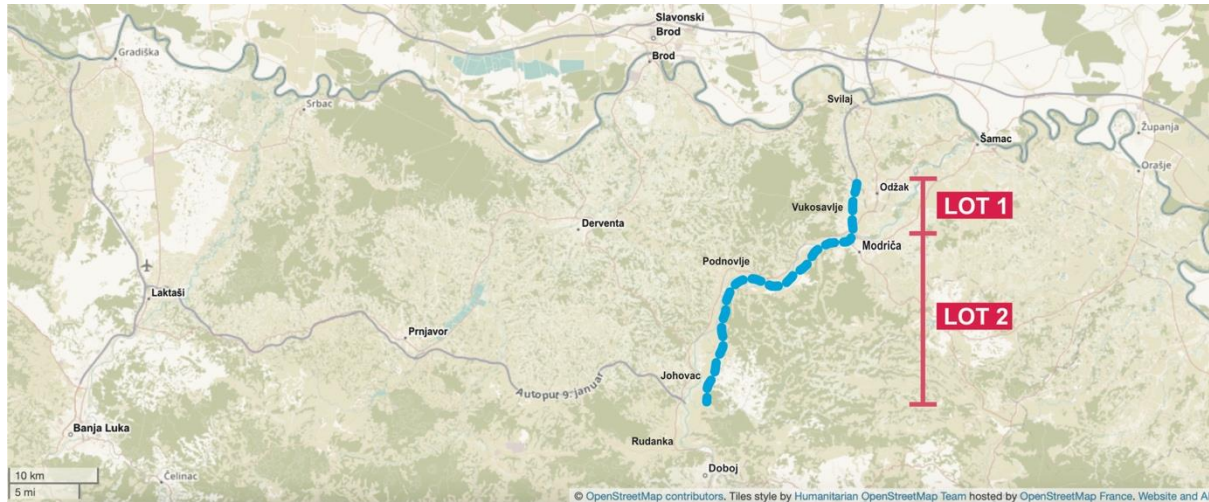 Slavonski
Brod
Gradiška
Brod
Srbac
Svilaj
Šamac
Županja
Orašje
Odžak
LOT 1
Vukosavlje
Derventa
Modriča
Podnovlje
Laktaši
LOT 2
Prnjavor
Johovac
Autoput 9. januar
Banja Luka
Rudanka
Doboj
Čelinac
10 km
5 mi
© OpenStreetMap contributors. Tiles style by Humanitarian OpenStreetMap Team hosted by OpenStreetMap France. Website and A